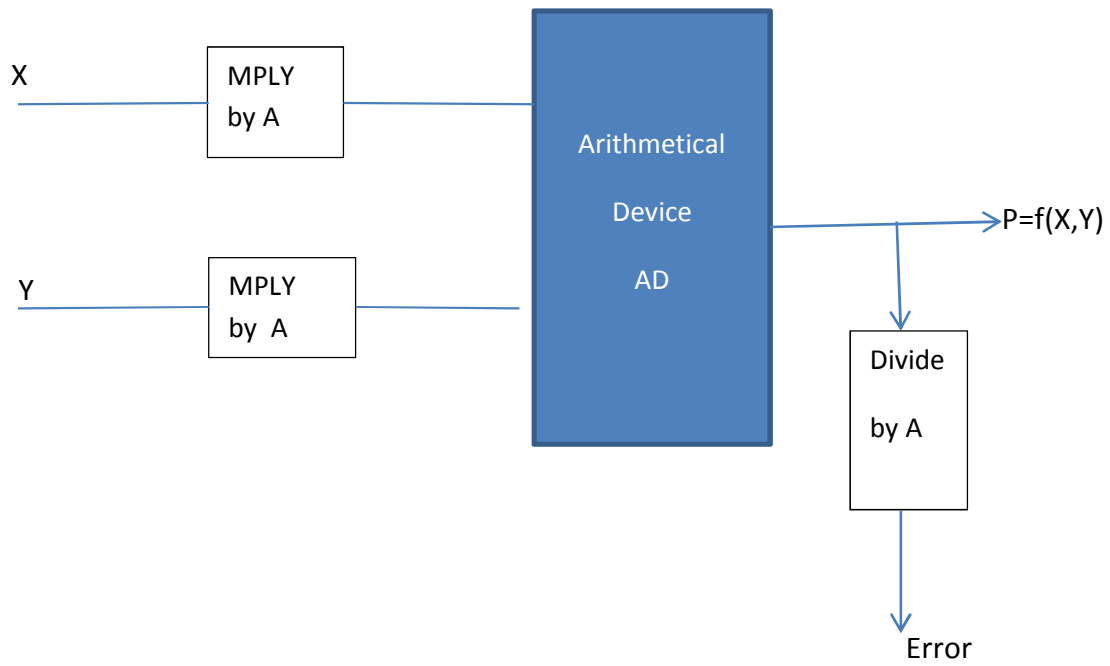 X
MPLY
by A
Arithmetical
Device
AD
P=f(X,Y)
Y
MPLY
by A
Divide
by A
Error